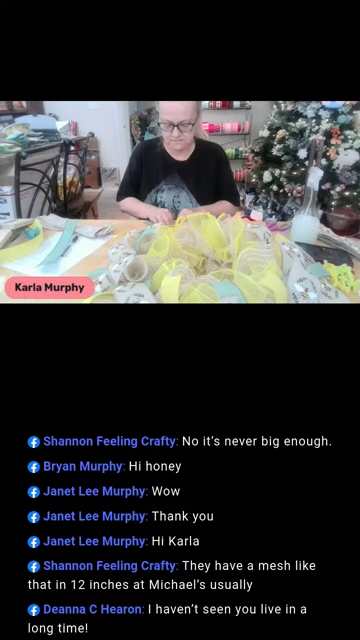 Karla Murphy
Shannon Feeling Crafty: No it's never big enough.
Bryan Murphy: Hi honey
Janet Lee Murphy: Wow
Janet Lee Murphy: Thank you
Janet Lee Murphy: Hi Karla
Shannon Feeling Crafty: They have a mesh like
that in 12 inches at Michael's usually
Deanna C Hearon: I haven't seen you live in a
long time!